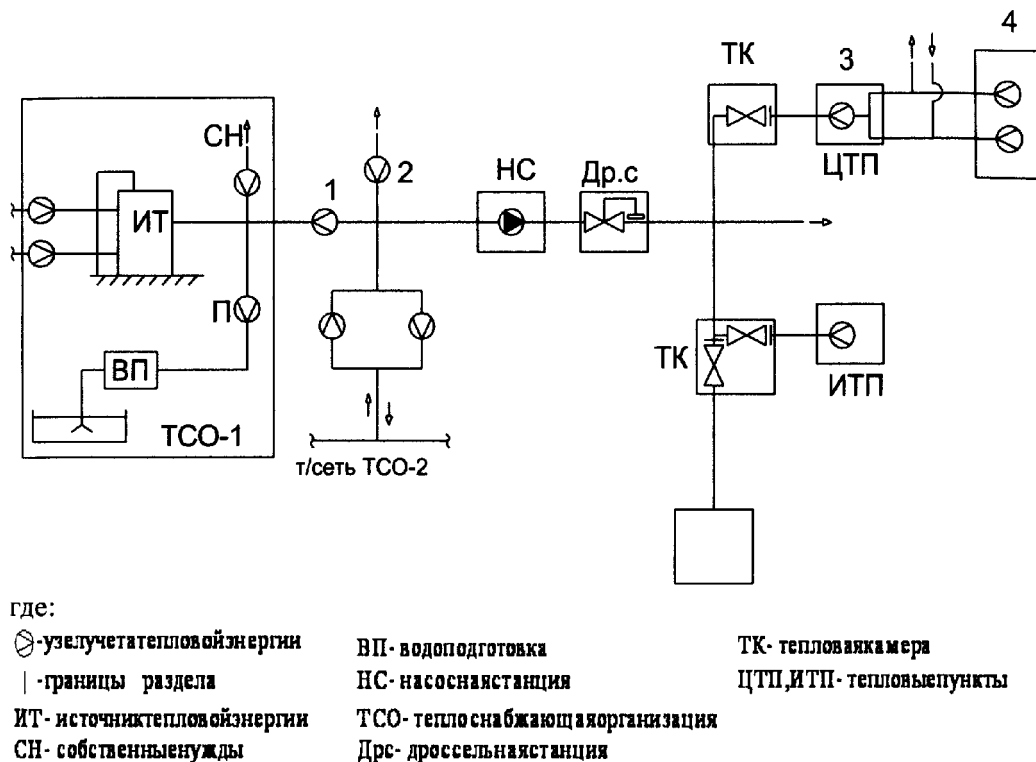 4
ТК
3
СН
2
НС
Др.с
1
ЦТП
ИТ
П
ТК
ВП
ИТП
ТСО-1
т/сеть ТСО-2
где:
-узелучетатепловойэнергии
ВП- водоподготовка
ТК- тепловаякамера
| -границы раздела
НС- насоснаястанция
ЦТП,ИТП- тепловыепункты
ИТ- источниктепловойэнергии
ТСО- теплоснабжающаяорганизация
СН- собственныенужды
Дрс- дроссельнаястанция